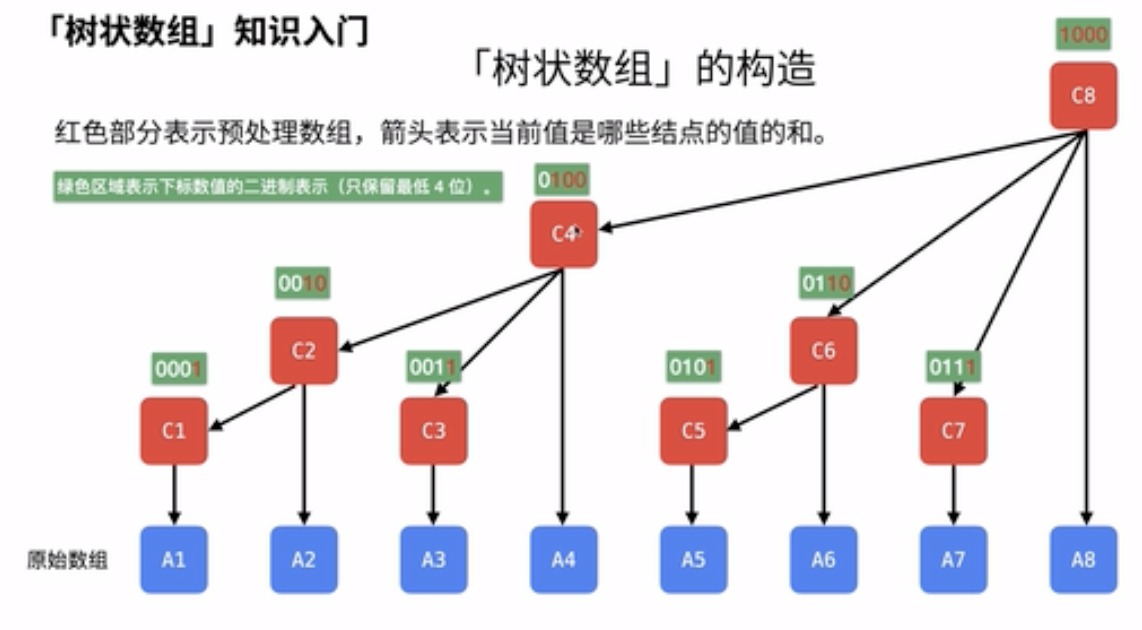 「树状数组」知识入门
「树状数组」的构造
1000
C8
红色部分表示预处理数组，箭头表示当前值是哪些结点的值的和。
绿色区域表示下标数值的二进制表示（只保留最低 4 位）。
0100
C4
0010
0110
C2
C6
0001
0011
0101
0111
C1
C3
C5
C7
原始数组
A1
A2
A3
A4
A5
A6
A7
A8